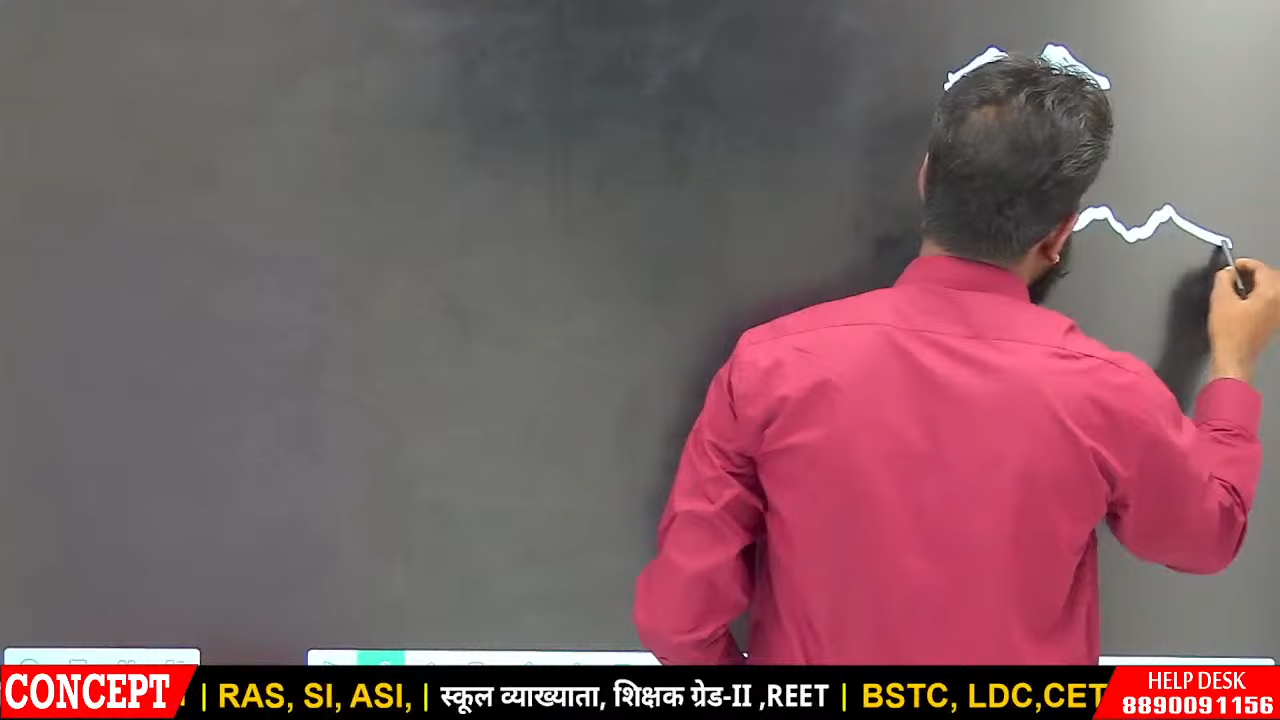 CONCEPT | RAS, SI, ASI, | स्कूल व्याख्याता, शिक्षक ग्रेड-II ,REET | BSTC, LDC,CET
HELP DESK
8890091156